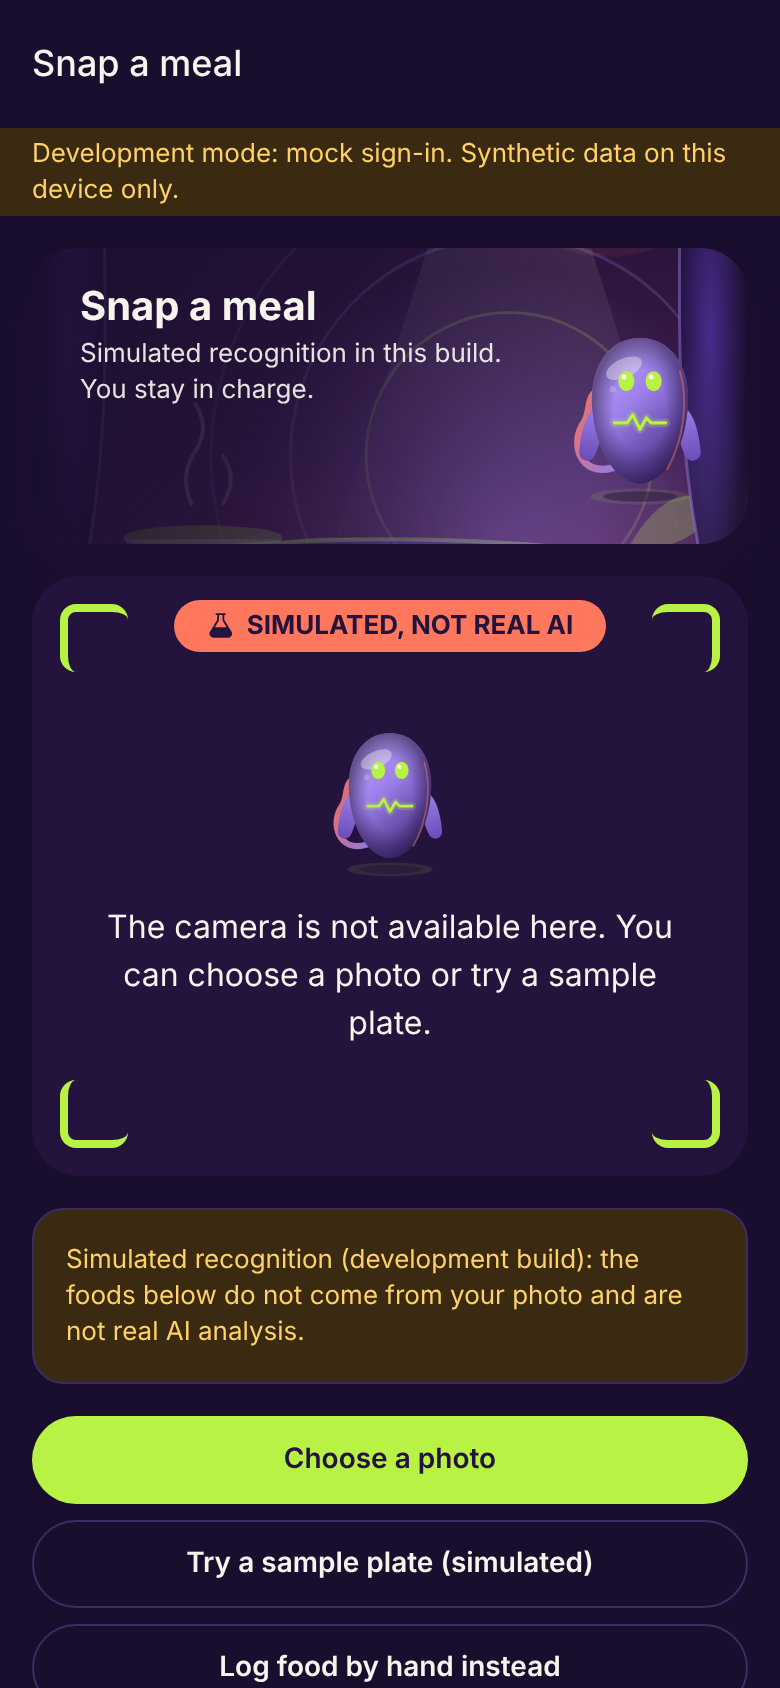 Snap a meal
Development mode: mock sign-in. Synthetic data on this
device only.
Snap a meal
Simulated recognition in this build.
You stay in charge.
SIMULATED, NOT REAL AI
The camera is not available here. You
can choose a photo or try a sample
plate.
Simulated recognition (development build): the
foods below do not come from your photo and are
not real AI analysis.
Choose a photo
Try a sample plate (simulated)
Log food by hand instead